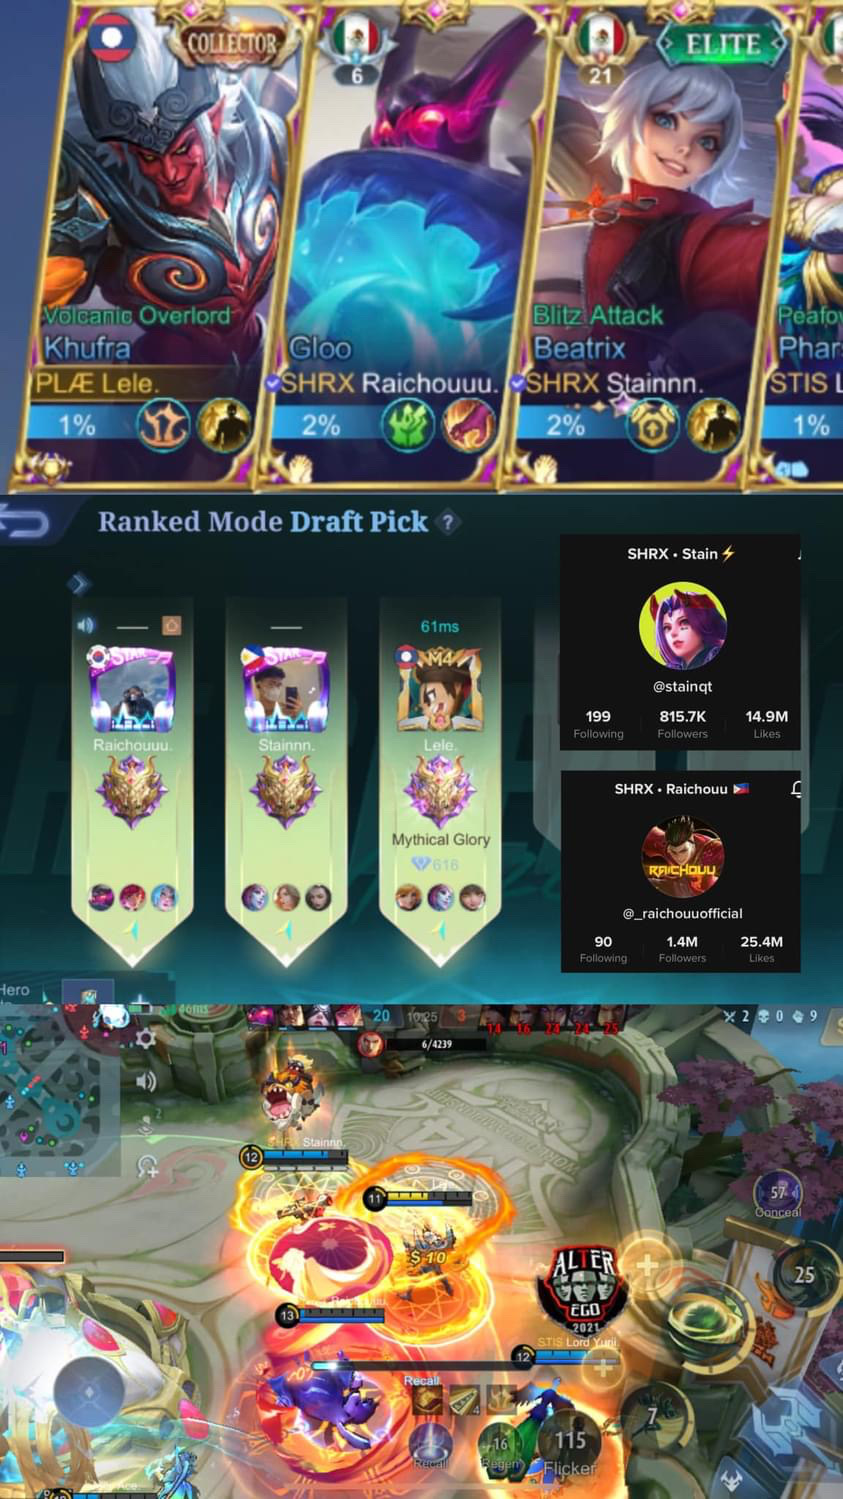 COLLECTOR
6
21
ELITE
Volcanic Overlord
Khufra
PLÆ Lele.
1%
Gloo
SHRX Raichouuu.
2%
Blitz Attack
Beatrix
SHRX Stainnn.
2%
Peafow
Phar
STIS L
1%
Ranked Mode Draft Pick ?
STAR
Raichouuu.
STAR
Stainnn.
61ms
M4
Lele.
Mythical Glory
616
SHRX • Stain⚡
@stainqt
199 815.7K 14.9M
Following Followers Likes
SHRX • Raichouu 🇵🇭
RAICHOUU
@_raichouuofficial
90 1.4M 25.4M
Following Followers Likes
Hero
46ms
20 10:25 3
14 16 24 24 25
2 0 9
6/4239
2
SHRX Stainnn.
12
11
$ 10
57
Conceal
ALTER
EGO
2021
25
13
STIS Lord Yurii.
12
Recall
4
7
Recall
16
Regen
115
Flicker